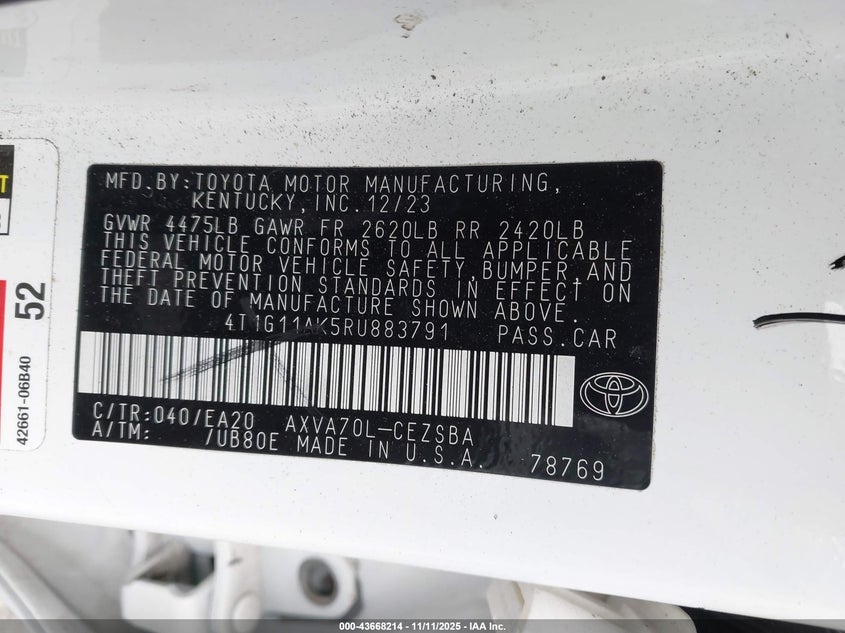 MFD.BY:TOYOTA MOTOR MANUFACTURING,
KENTUCKY,INC.12/23
GVWR 4475LB GAWR FR 2620LB RR 2420LB
THIS VEHICLE CONFORMS TO ALL APPLICABLE
FEDERAL MOTOR VEHICLE SAFETY,BUMPER,AND
THEFT PREVENTION STANDARDS IN EFFECT ON
THE DATE OF MANUFACTURE SHOWN ABOVE.
4T1G11AK5RU883791 PASS.CAR
C/TR:040/EA20 AXVA70L-CEZSBA
A/TM: /UB80E MADE IN U.S.A. 78769
52
42661-06B40
000-43668214 - 11/11/2025 - IAA Inc.